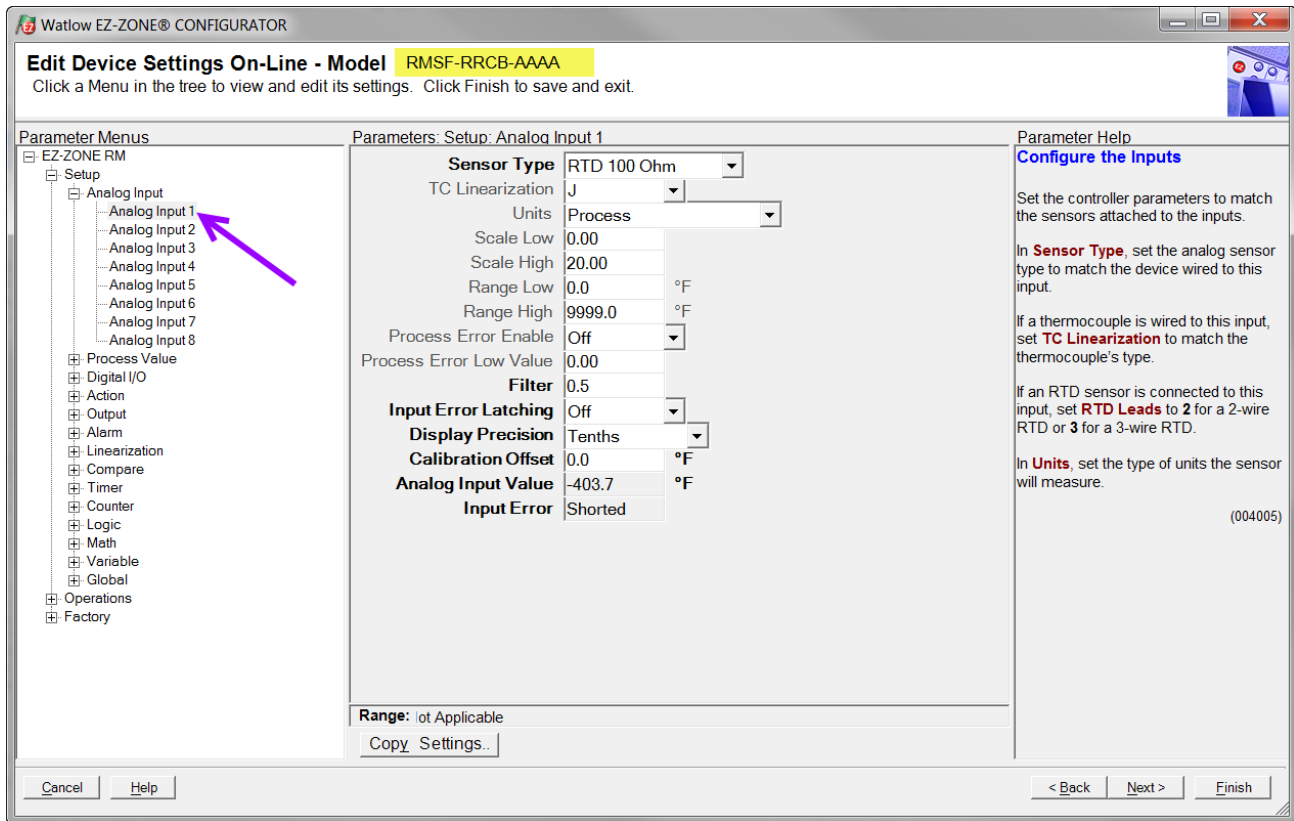 Watlow EZ-ZONE® CONFIGURATOR
Edit Device Settings On-Line - Model RMSF-RRCB-AAAA
Click a Menu in the tree to view and edit its settings. Click Finish to save and exit.
Parameter Menus
EZ-ZONE RM
Setup
Analog Input
Analog Input 1
Analog Input 2
Analog Input 3
Analog Input 4
Analog Input 5
Analog Input 6
Analog Input 7
Analog Input 8
Process Value
Digital I/O
Action
Output
Alarm
Linearization
Compare
Timer
Counter
Logic
Math
Variable
Global
Operations
Factory
Parameters: Setup: Analog Input 1
Sensor Type RTD 100 Ohm
TC Linearization J
Units Process
Scale Low 0.00
Scale High 20.00
Range Low 0.0 °F
Range High 9999.0 °F
Process Error Enable Off
Process Error Low Value 0.00
Filter 0.5
Input Error Latching Off
Display Precision Tenths
Calibration Offset 0.0 °F
Analog Input Value -403.7 °F
Input Error Shorted
Range: ot Applicable
Copy Settings..
Parameter Help
Configure the Inputs
Set the controller parameters to match
the sensors attached to the inputs.
In Sensor Type, set the analog sensor
type to match the device wired to this
input.
If a thermocouple is wired to this input,
set TC Linearization to match the
thermocouple's type.
If an RTD sensor is connected to this
input, set RTD Leads to 2 for a 2-wire
RTD or 3 for a 3-wire RTD.
In Units, set the type of units the sensor
will measure.
(004005)
Cancel Help < Back Next > Finish